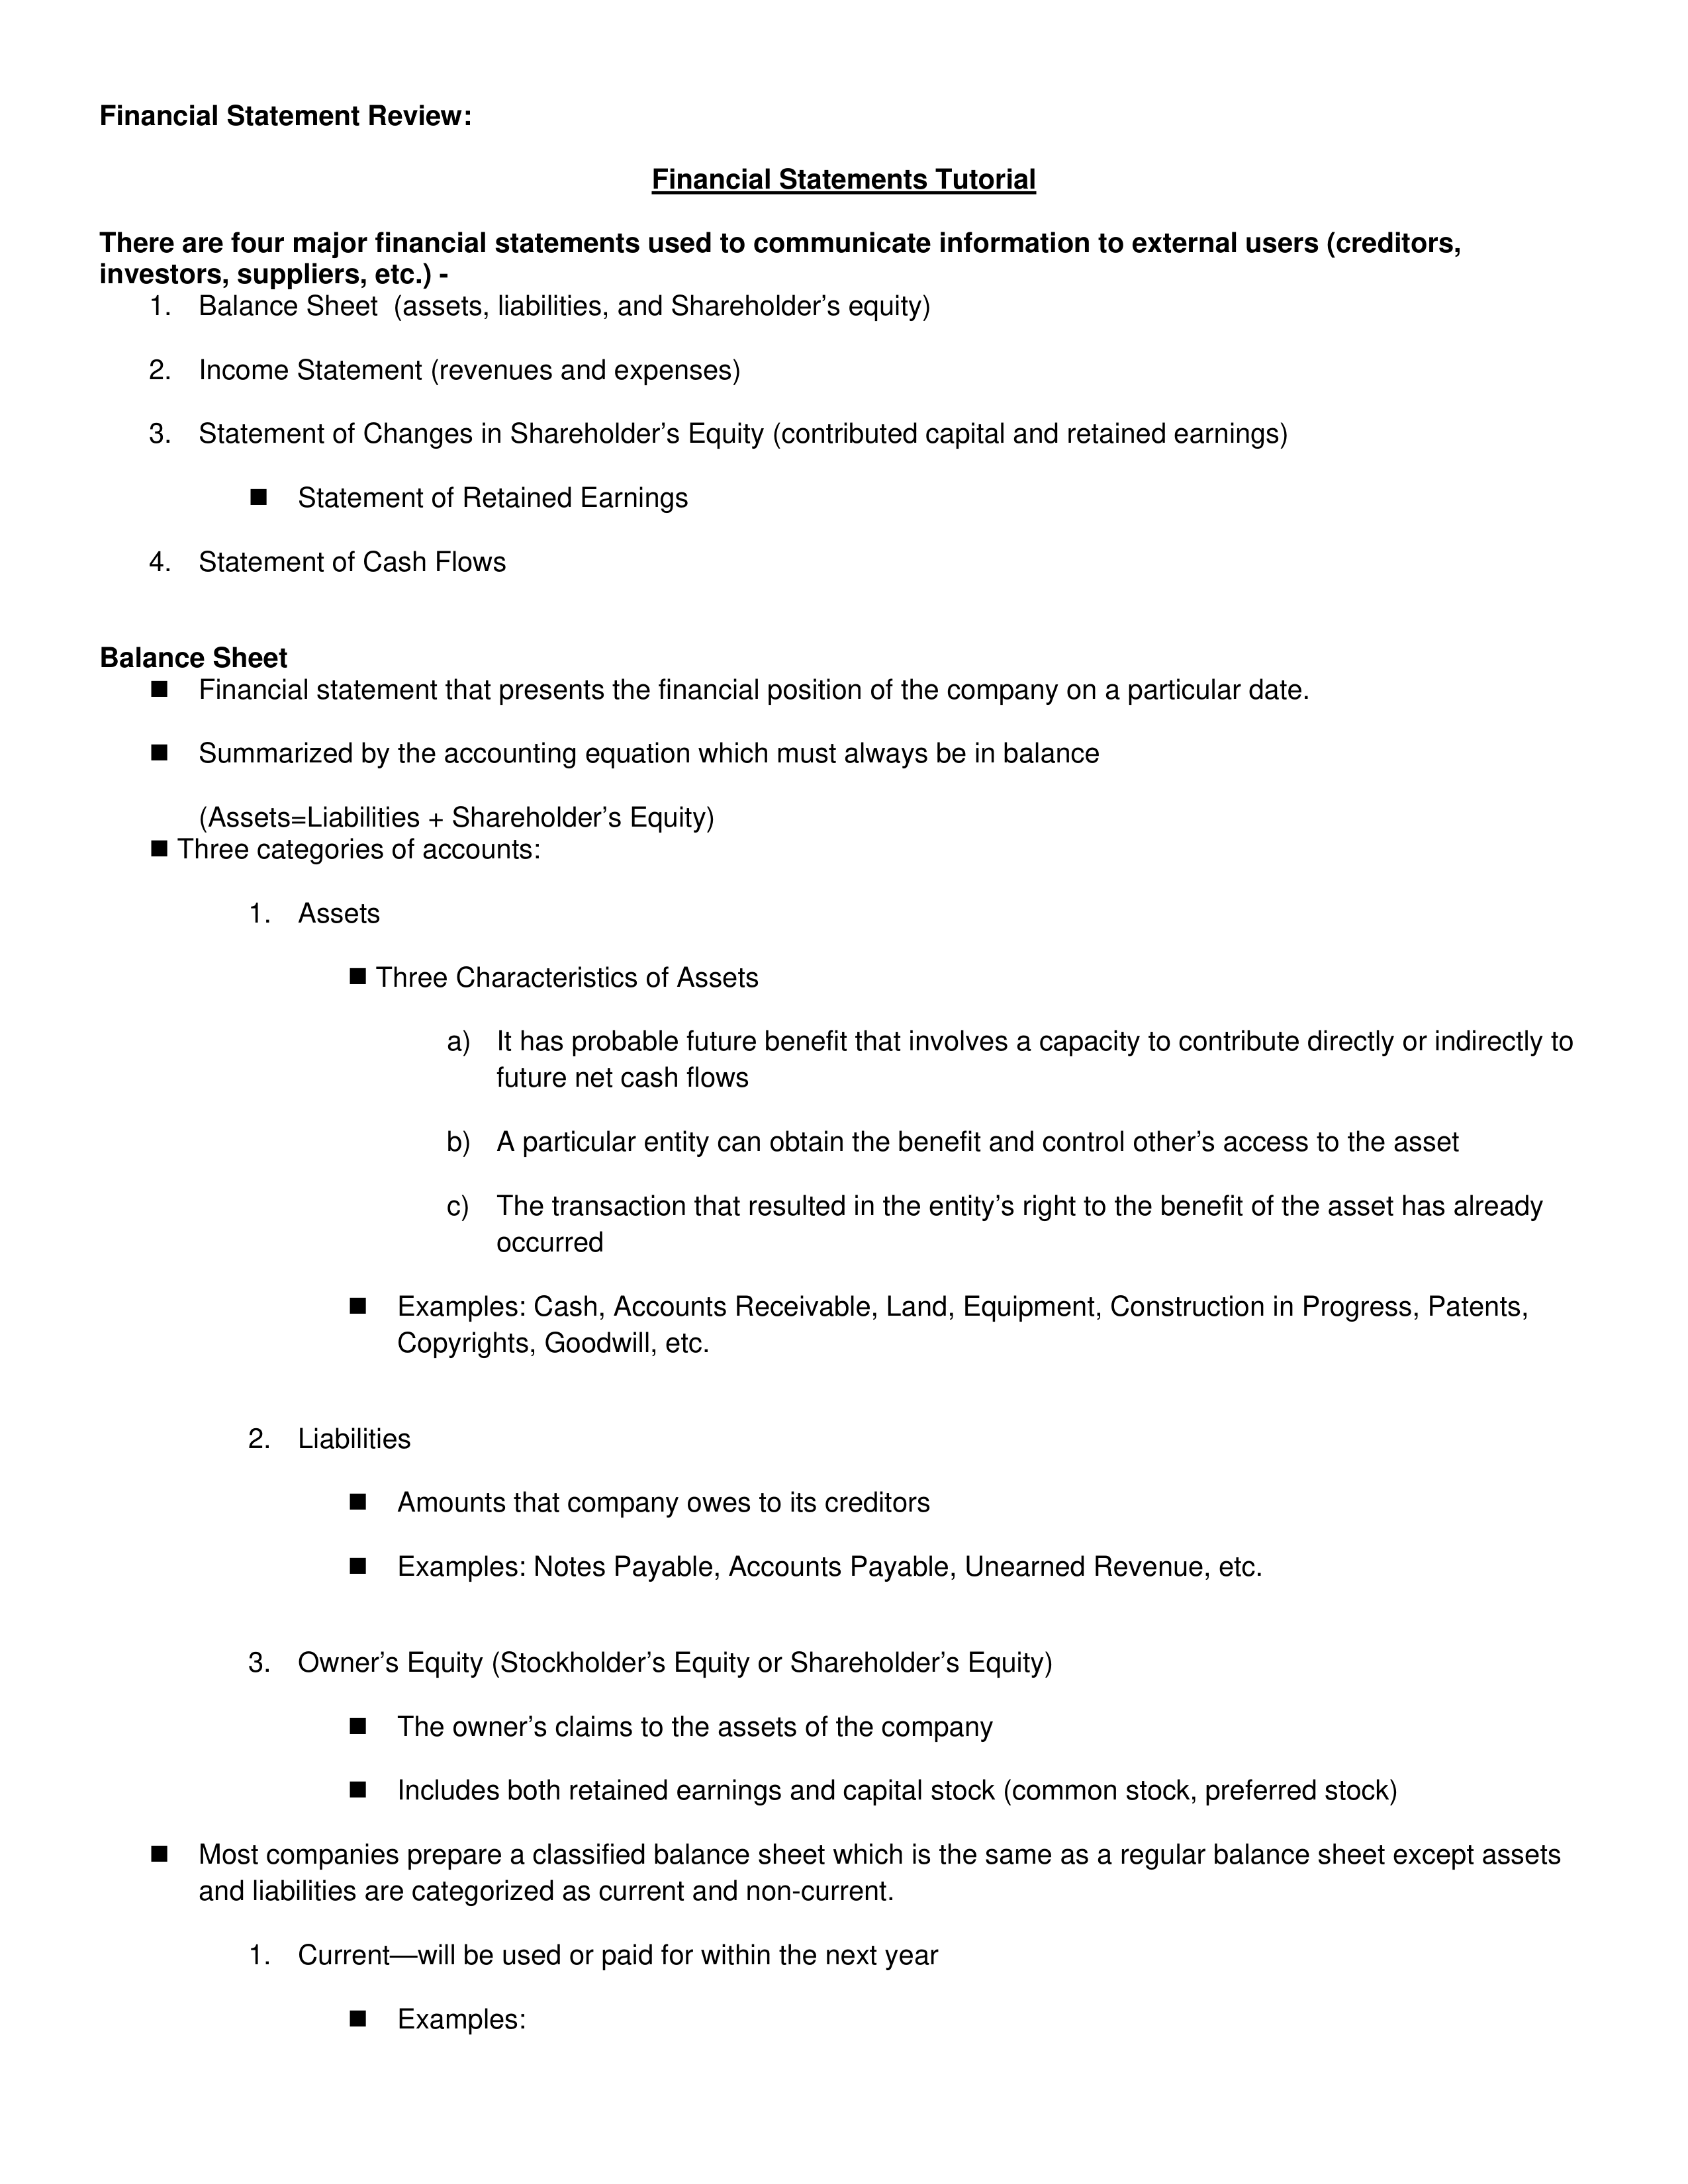 Financial Statement Review:
Financial Statements Tutorial
There are four major financial statements used to communicate information to external users (creditors,
investors, suppliers, etc.) -
1. Balance Sheet  (assets, liabilities, and Shareholder’s equity)
2. Income Statement (revenues and expenses)
3. Statement of Changes in Shareholder’s Equity (contributed capital and retained earnings)
■ Statement of Retained Earnings
4. Statement of Cash Flows
Balance Sheet
■ Financial statement that presents the financial position of the company on a particular date.
■ Summarized by the accounting equation which must always be in balance
(Assets=Liabilities + Shareholder’s Equity)
■ Three categories of accounts:
1. Assets
■ Three Characteristics of Assets
a) It has probable future benefit that involves a capacity to contribute directly or indirectly to
future net cash flows
b) A particular entity can obtain the benefit and control other’s access to the asset
c) The transaction that resulted in the entity’s right to the benefit of the asset has already
occurred
■ Examples: Cash, Accounts Receivable, Land, Equipment, Construction in Progress, Patents,
Copyrights, Goodwill, etc.
2. Liabilities
■ Amounts that company owes to its creditors
■ Examples: Notes Payable, Accounts Payable, Unearned Revenue, etc.
3. Owner’s Equity (Stockholder’s Equity or Shareholder’s Equity)
■ The owner’s claims to the assets of the company
■ Includes both retained earnings and capital stock (common stock, preferred stock)
■ Most companies prepare a classified balance sheet which is the same as a regular balance sheet except assets
and liabilities are categorized as current and non-current.
1. Current—will be used or paid for within the next year
■ Examples: